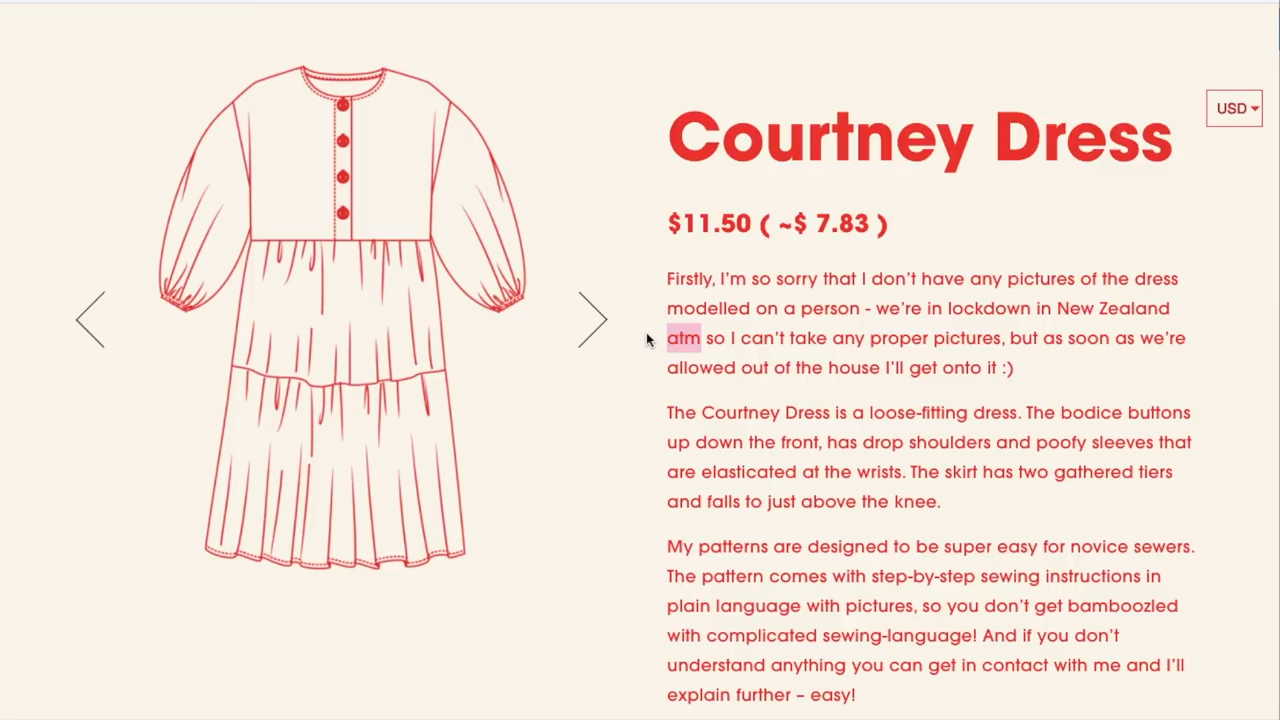 USD
Courtney Dress
$11.50 ( ~$ 7.83 )
Firstly, I'm so sorry that I don't have any pictures of the dress
modelled on a person - we're in lockdown in New Zealand
atm so I can't take any proper pictures, but as soon as we're
allowed out of the house I'll get onto it :)
The Courtney Dress is a loose-fitting dress. The bodice buttons
up down the front, has drop shoulders and poofy sleeves that
are elasticated at the wrists. The skirt has two gathered tiers
and falls to just above the knee.
My patterns are designed to be super easy for novice sewers.
The pattern comes with step-by-step sewing instructions in
plain language with pictures, so you don't get bamboozled
with complicated sewing-language! And if you don't
understand anything you can get in contact with me and I'll
explain further – easy!